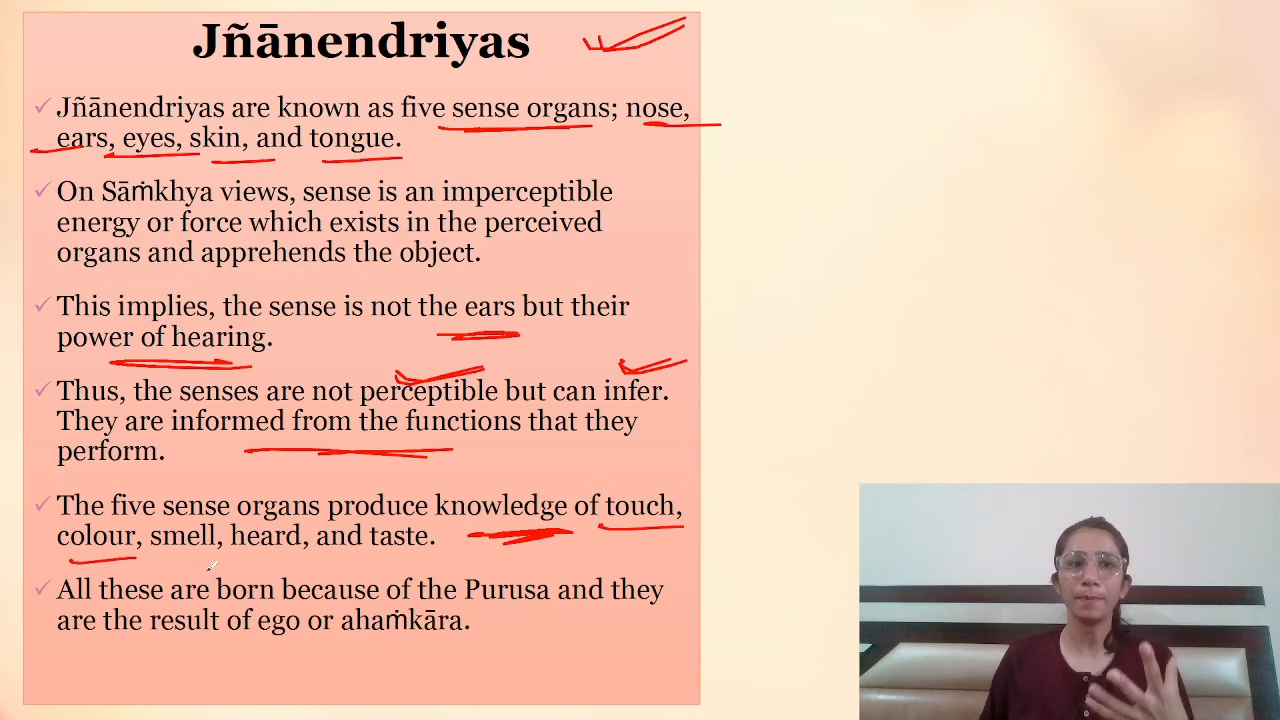 Jñānendriyas
Jñānendriyas are known as five sense organs; nose,
ears, eyes, skin, and tongue.
On Sāṁkhya views, sense is an imperceptible
energy or force which exists in the perceived
organs and apprehends the object.
This implies, the sense is not the ears but their
power of hearing.
Thus, the senses are not perceptible but can infer.
They are informed from the functions that they
perform.
The five sense organs produce knowledge of touch,
colour, smell, heard, and taste.
All these are born because of the Purusa and they
are the result of ego or ahaṁkāra.